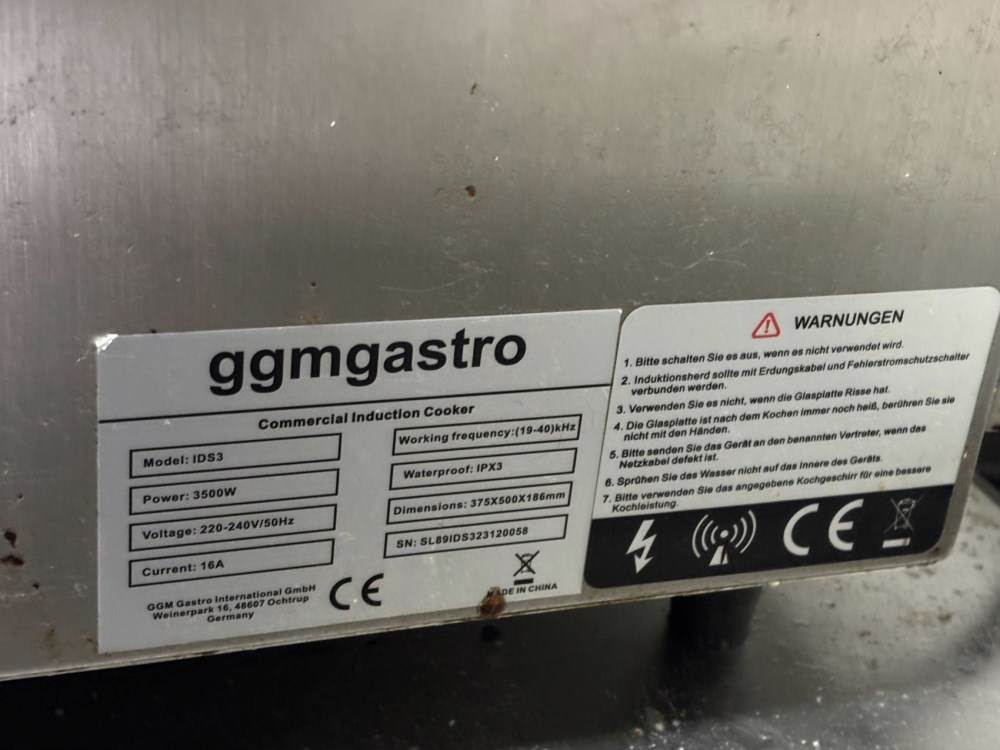 ggmgastro
Commercial Induction Cooker
Model: IDS3
Power: 3500W
Voltage: 220-240V/50Hz
Current: 16A
Working frequency:(19-40)kHz
Waterproof: IPX3
Dimensions: 375X500X186mm
SN: SL89IDS323120058
GGM Gastro International GmbH
Weinerpark 16, 48607 Ochtrup
Germany
CE
MADE IN CHINA
WARNUNGEN
1. Bitte schalten Sie es aus, wenn es nicht verwendet wird.
2. Induktionsherd sollte mit Erdungskabel und Fehlerstromschutzschalter
verbunden werden.
3. Verwenden Sie es nicht, wenn die Glasplatte Risse hat.
4. Die Glasplatte ist nach dem Kochen immer noch heiß, berühren Sie sie
nicht mit den Händen.
5. Bitte senden Sie das Gerät an den benannten Vertreter, wenn das
Netzkabel defekt ist.
6. Sprühen Sie das Wasser nicht auf das Innere des Geräts.
7. Bitte verwenden Sie das angegebene Kochgeschirr für eine bessere
Kochleistung.
CE